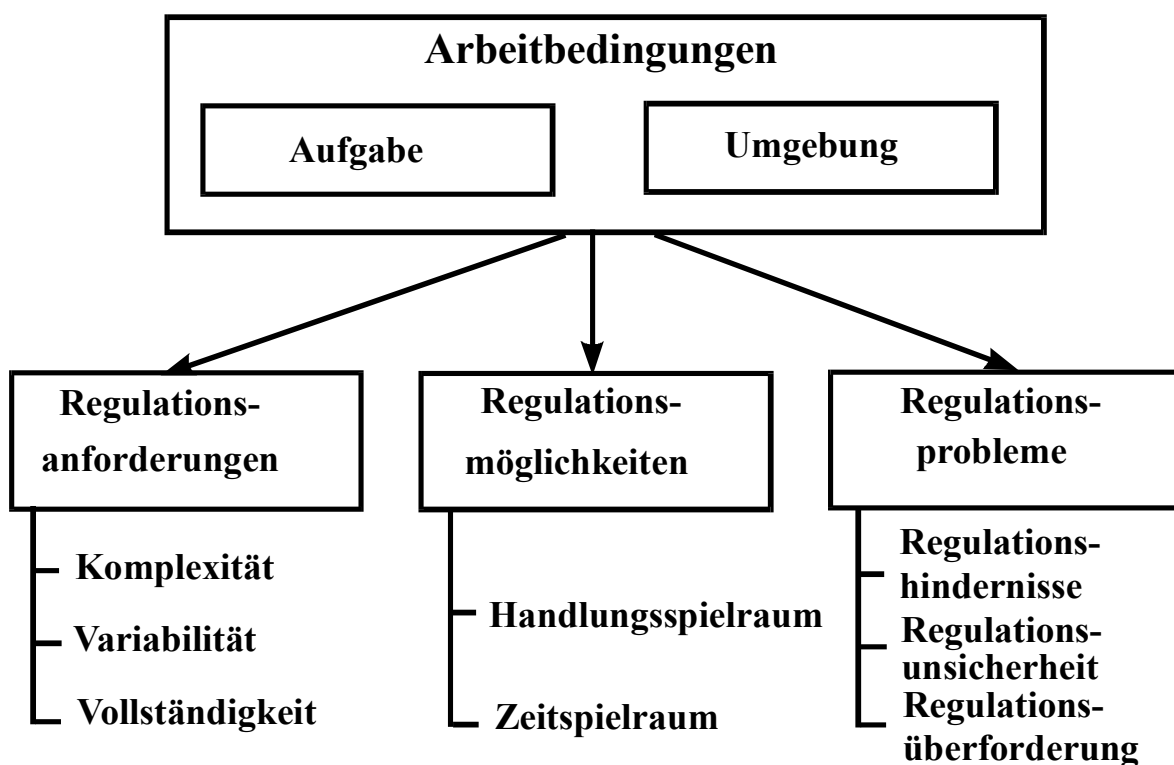 Arbeitbedingungen
Aufgabe
Umgebung
Regulations-
anforderungen
Komplexität
Variabilität
Vollständigkeit
Regulations-
möglichkeiten
Handlungsspielraum
Zeitspielraum
Regulations-
probleme
Regulations-
hindernisse
Regulations-
unsicherheit
Regulations-
überforderung